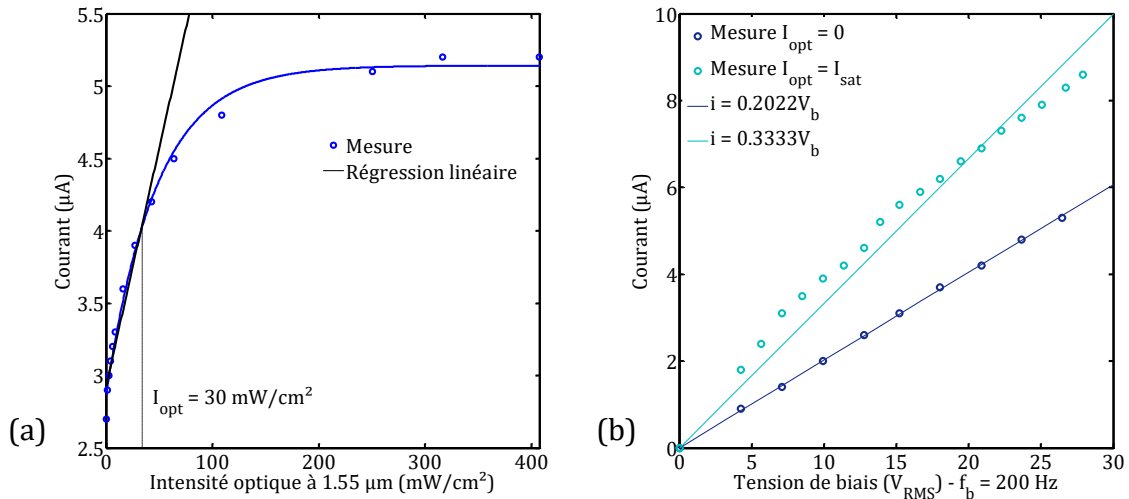 5.5
5
4.5
4
3.5
3
2.5
Courant (µA)
Mesure
Régression linéaire
I_opt = 30 mW/cm²
(a)
0 100 200 300 400
Intensité optique à 1.55 µm (mW/cm²)
10
8
6
4
2
0
Courant (µA)
Mesure I_opt = 0
Mesure I_opt = I_sat
i = 0.2022V_b
i = 0.3333V_b
(b)
0 5 10 15 20 25 30
Tension de biais (V_RMS) - f_b = 200 Hz